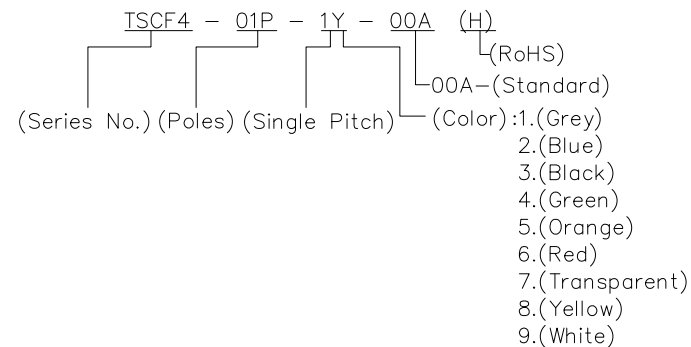 TSCF4 - 01P - 1Y - 00A (H)
(RoHS)
00A-(Standard)
(Series No.) (Poles) (Single Pitch) (Color):1.(Grey)
2.(Blue)
3.(Black)
4.(Green)
5.(Orange)
6.(Red)
7.(Transparent)
8.(Yellow)
9.(White)